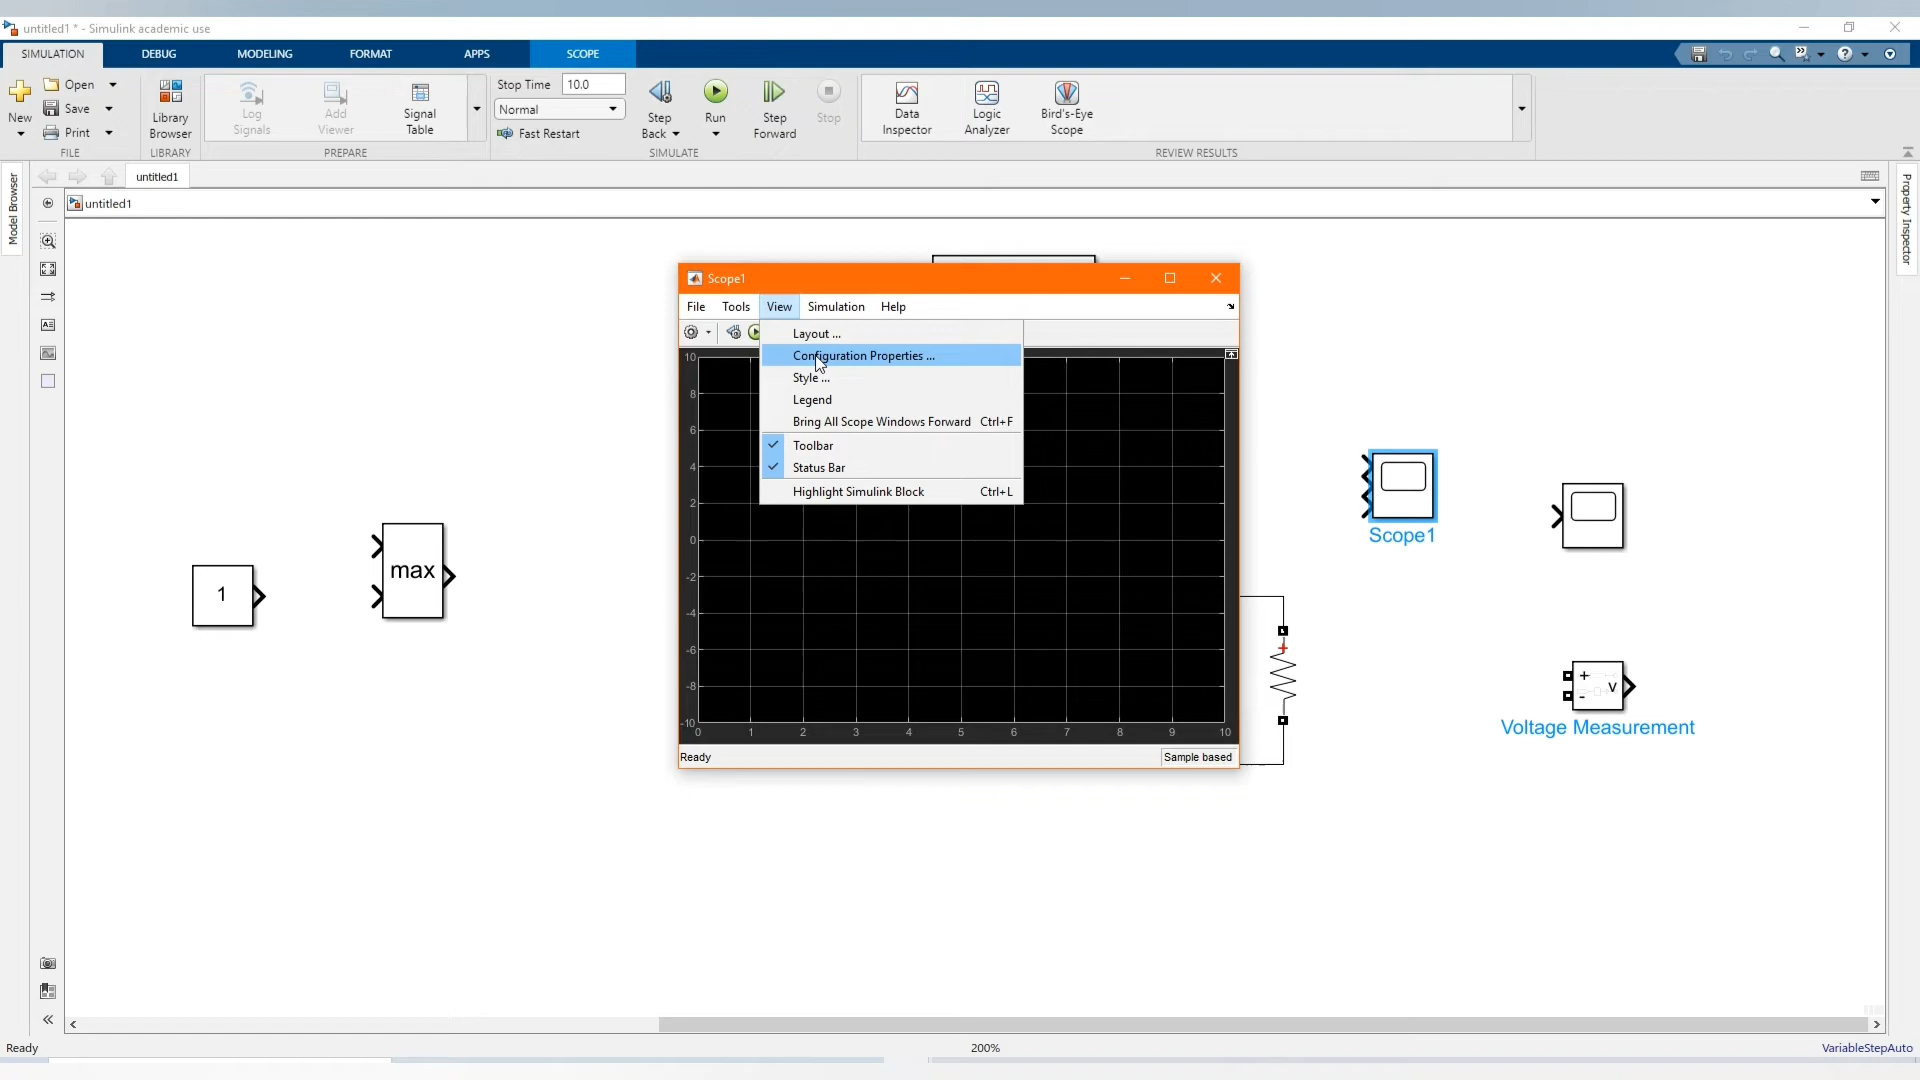 untitled1 * - Simulink academic use
SIMULATION DEBUG MODELING FORMAT APPS SCOPE
New
Open
Save
Print
FILE
Library Browser
LIBRARY
Log Signals
Add Viewer
Signal Table
PREPARE
Stop Time 10.0
Normal
Fast Restart
Step Back
Run
Step Forward
Stop
SIMULATE
Data Inspector
Logic Analyzer
Bird's-Eye Scope
REVIEW RESULTS
Model Browser
untitled1
untitled1
Property Inspector
Scope1
File Tools View Simulation Help
Layout ...
Configuration Properties ...
Style ...
Legend
Bring All Scope Windows Forward Ctrl+F
Toolbar
Status Bar
Highlight Simulink Block Ctrl+L
10
8
6
4
2
0
-2
-4
-6
-8
-10
0 1 2 3 4 5 6 7 8 9 10
Ready Sample based
1
max
Scope1
+
-
v
Voltage Measurement
Ready 200% VariableStepAuto